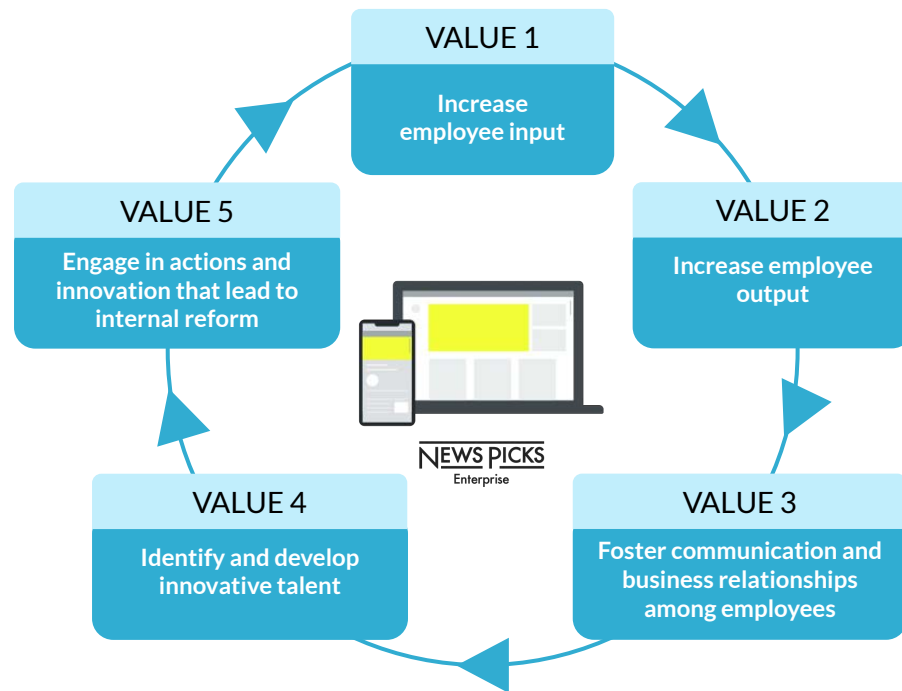 VALUE 1
Increase
employee input
VALUE 2
Increase employee
output
VALUE 3
Foster communication and
business relationships
among employees
VALUE 4
Identify and develop
innovative talent
VALUE 5
Engage in actions and
innovation that lead to
internal reform
NEWS PICKS
Enterprise